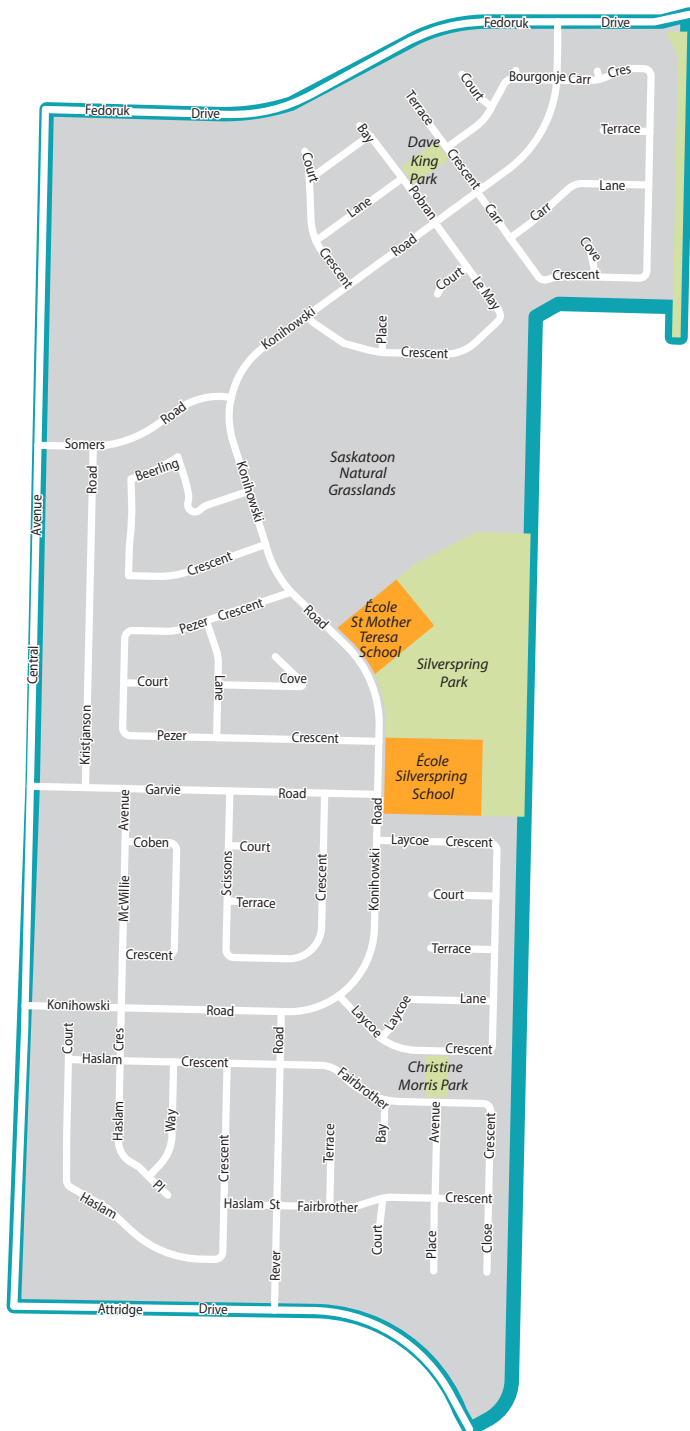 Fedoruk Drive
Fedoruk Drive
Bourgonje Carr Cres
Court
Terrace
Bay
Dave
King
Park
Terrace
Court
Crescent
Lane
Pobran
Carr
Carr
Lane
Crescent
Road
Cove
Crescent
Court
Le May
Konihowski
Place
Crescent
Somers Road
Road
Beerling
Konihowski
Saskatoon
Natural
Grasslands
Avenue
Crescent
Pezer Crescent
Road
École
St Mother
Teresa
School
Silverspring
Park
Central
Court
Lane
Cove
Kristjanson
Pezer Crescent
École
Silverspring
School
Garvie Road
Avenue
Road
Coben
Court
Scissons
Crescent
Laycoe Crescent
McWillie
Konihowski
Court
Terrace
Terrace
Crescent
Konihowski Road
Laycoe
Laycoe
Lane
Crescent
Court
Cres
Road
Haslam Crescent
Christine
Morris Park
Fairbrother
Haslam
Way
Crescent
Terrace
Bay
Avenue
Crescent
Pl
Haslam
Haslam St Fairbrother Crescent
Rever
Court
Place
Close
Attridge Drive